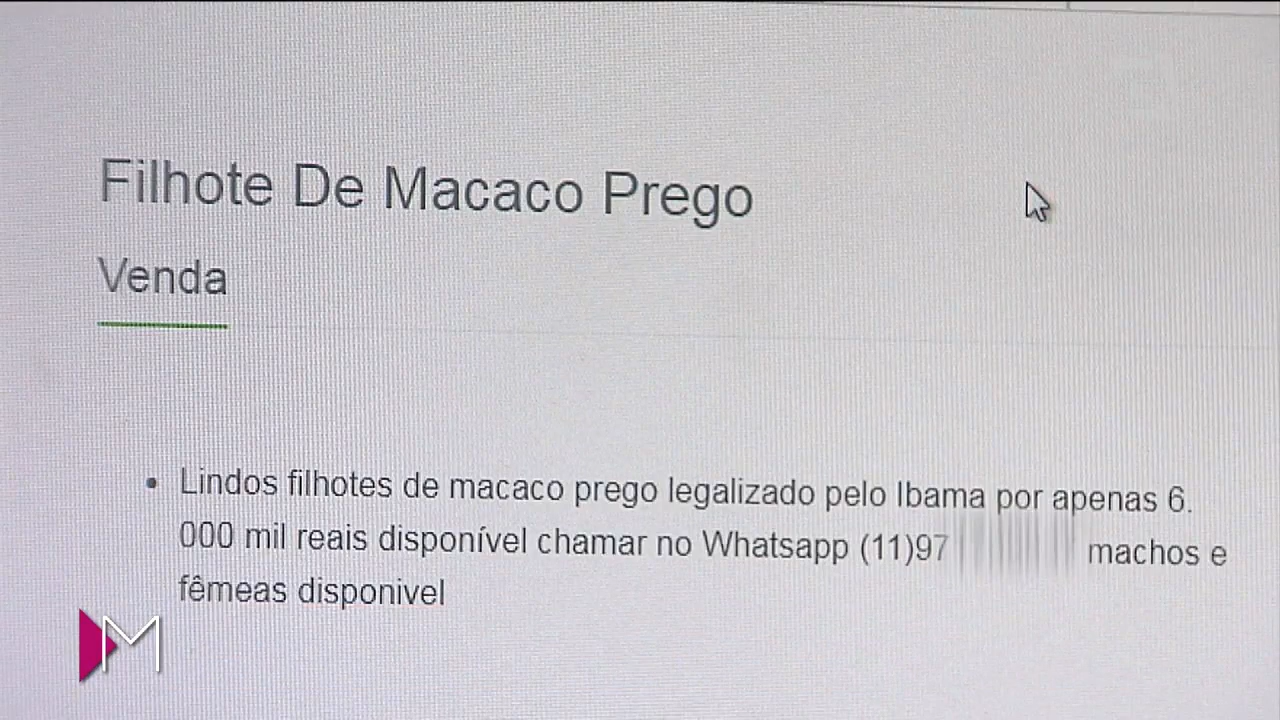 Filhote De Macaco Prego
Venda
• Lindos filhotes de macaco prego legalizado pelo Ibama por apenas 6.
000 mil reais disponível chamar no Whatsapp (11)97 machos e
fêmeas disponivel
M